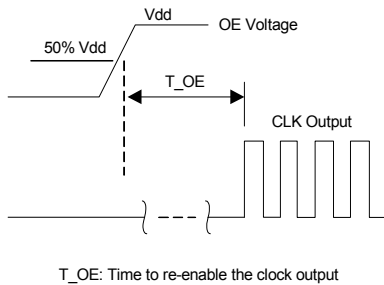 Vdd
OE Voltage
50% Vdd
T_OE
CLK Output
T_OE: Time to re-enable the clock output